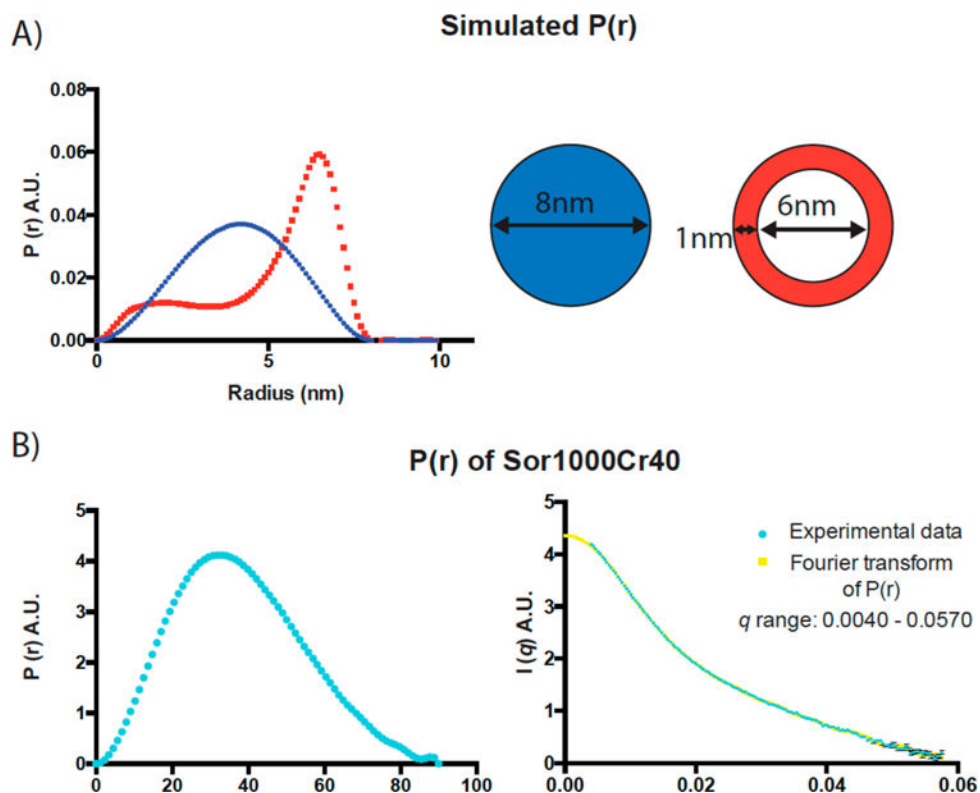 A)
Simulated P(r)
P (r) A.U.
0.08
0.06
0.04
0.02
0.00
0
5
10
Radius (nm)
8nm
6nm
1nm
B)
P(r) of Sor1000Cr40
P (r) A.U.
5
4
3
2
1
0
0
20
40
60
80
100
I (q) A.U.
5
4
3
2
1
0
0.00
0.02
0.04
0.06
Experimental data
Fourier transform
of P(r)
q range: 0.0040 - 0.0570